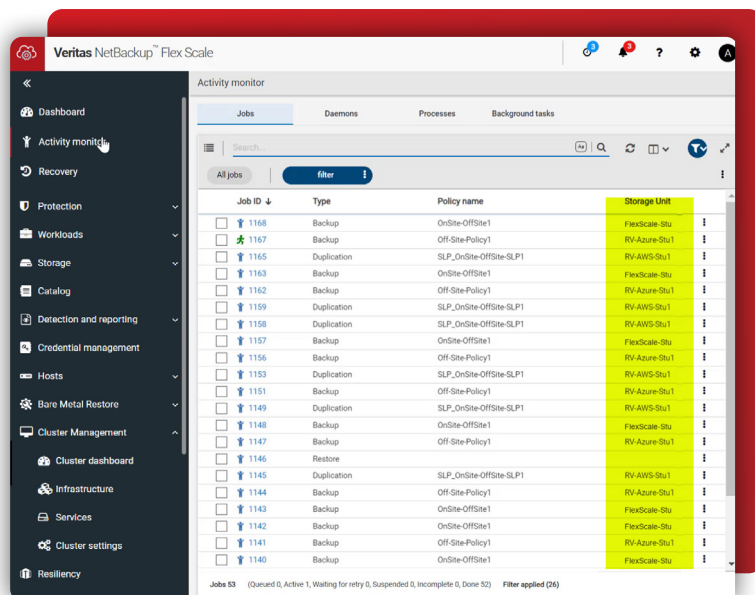 Veritas NetBackup™ Flex Scale
3
3
?
A
Dashboard
Activity monitor
Recovery
Protection
Workloads
Storage
Catalog
Detection and reporting
Credential management
Hosts
Bare Metal Restore
Cluster Management
Cluster dashboard
Infrastructure
Services
Cluster settings
Resiliency
Activity monitor
Jobs Daemons Processes Background tasks
Search...
All jobs filter
Job ID ↓ Type Policy name Storage Unit
1168 Backup OnSite-OffSite1 FlexScale-Stu
1167 Backup Off-Site-Policy1 RV-Azure-Stu1
1165 Duplication SLP_OnSite-OffSite-SLP1 RV-AWS-Stu1
1163 Backup OnSite-OffSite1 FlexScale-Stu
1162 Backup Off-Site-Policy1 RV-Azure-Stu1
1159 Duplication SLP_OnSite-OffSite-SLP1 RV-AWS-Stu1
1158 Duplication SLP_OnSite-OffSite-SLP1 RV-AWS-Stu1
1157 Backup OnSite-OffSite1 FlexScale-Stu
1156 Backup Off-Site-Policy1 RV-Azure-Stu1
1153 Duplication SLP_OnSite-OffSite-SLP1 RV-AWS-Stu1
1151 Backup Off-Site-Policy1 RV-Azure-Stu1
1149 Duplication SLP_OnSite-OffSite-SLP1 RV-AWS-Stu1
1148 Backup OnSite-OffSite1 FlexScale-Stu
1147 Backup Off-Site-Policy1 RV-Azure-Stu1
1146 Restore
1145 Duplication SLP_OnSite-OffSite-SLP1 RV-AWS-Stu1
1144 Backup Off-Site-Policy1 RV-Azure-Stu1
1143 Backup OnSite-OffSite1 FlexScale-Stu
1142 Backup OnSite-OffSite1 FlexScale-Stu
1141 Backup Off-Site-Policy1 RV-Azure-Stu1
1140 Backup OnSite-OffSite1 FlexScale-Stu
Jobs 53 (Queued 0, Active 1, Waiting for retry 0, Suspended 0, Incomplete 0, Done 52) Filter applied (26)